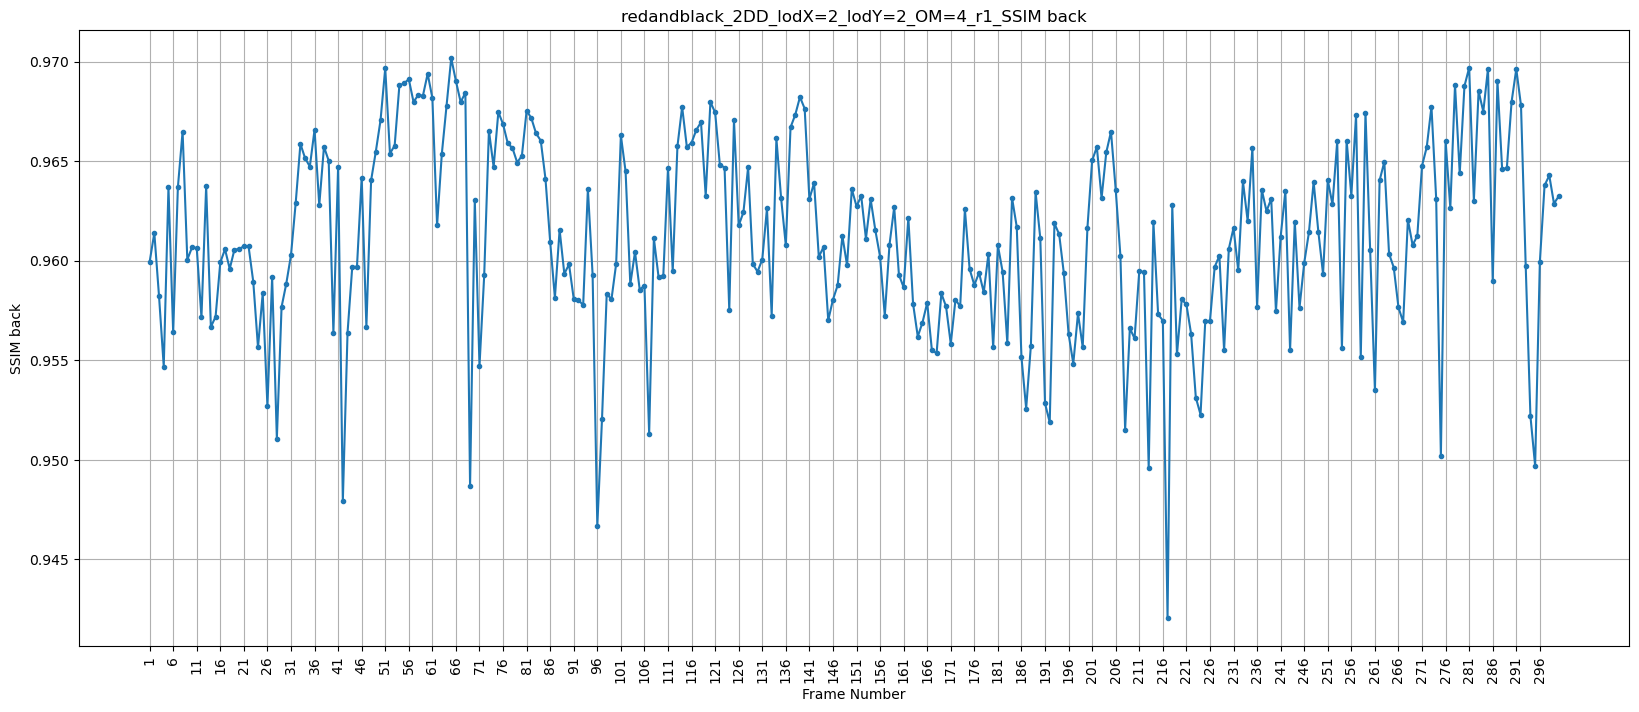 redandblack_2DD_lodX=2_lodY=2_OM=4_r1_SSIM back
0.970
0.965
0.960
0.955
0.950
0.945
SSIM back
1 6 11 16 21 26 31 36 41 46 51 56 61 66 71 76 81 86 91 96 101 106 111 116 121 126 131 136 141 146 151 156 161 166 171 176 181 186 191 196 201 206 211 216 221 226 231 236 241 246 251 256 261 266 271 276 281 286 291 296
Frame Number